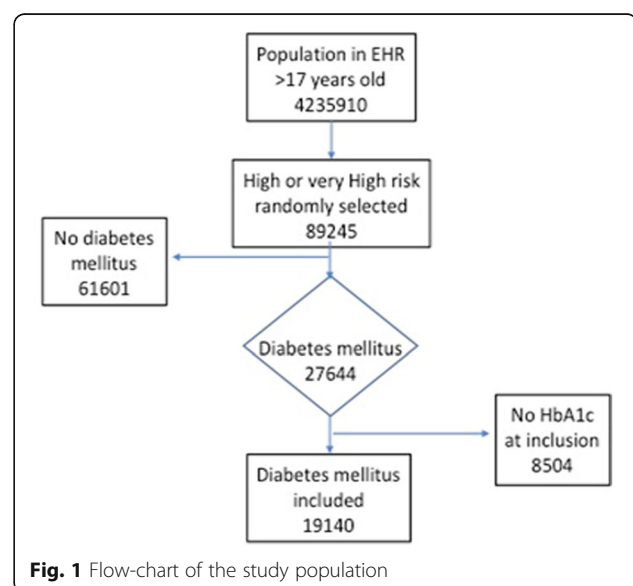 Population in EHR
>17 years old
4235910
High or very High risk
randomly selected
89245
No diabetes
mellitus
61601
Diabetes mellitus
27644
No HbA1c
at inclusion
8504
Diabetes mellitus
included
19140
Fig. 1 Flow-chart of the study population